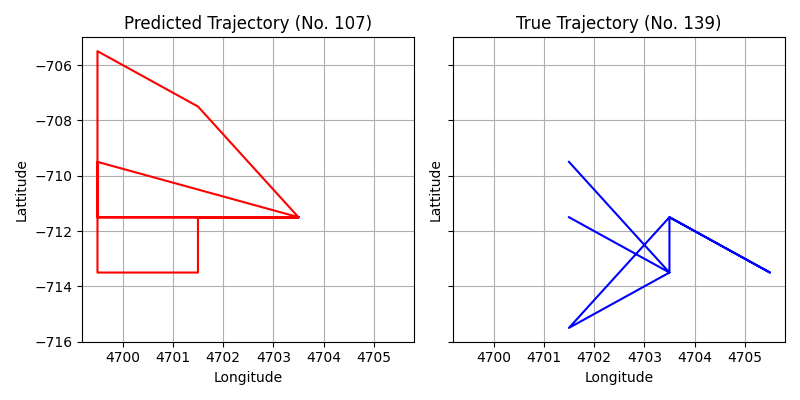 Predicted Trajectory (No. 107)
True Trajectory (No. 139)
−706
−708
−710
−712
−714
−716
Lattitude
Lattitude
4700 4701 4702 4703 4704 4705
4700 4701 4702 4703 4704 4705
Longitude
Longitude